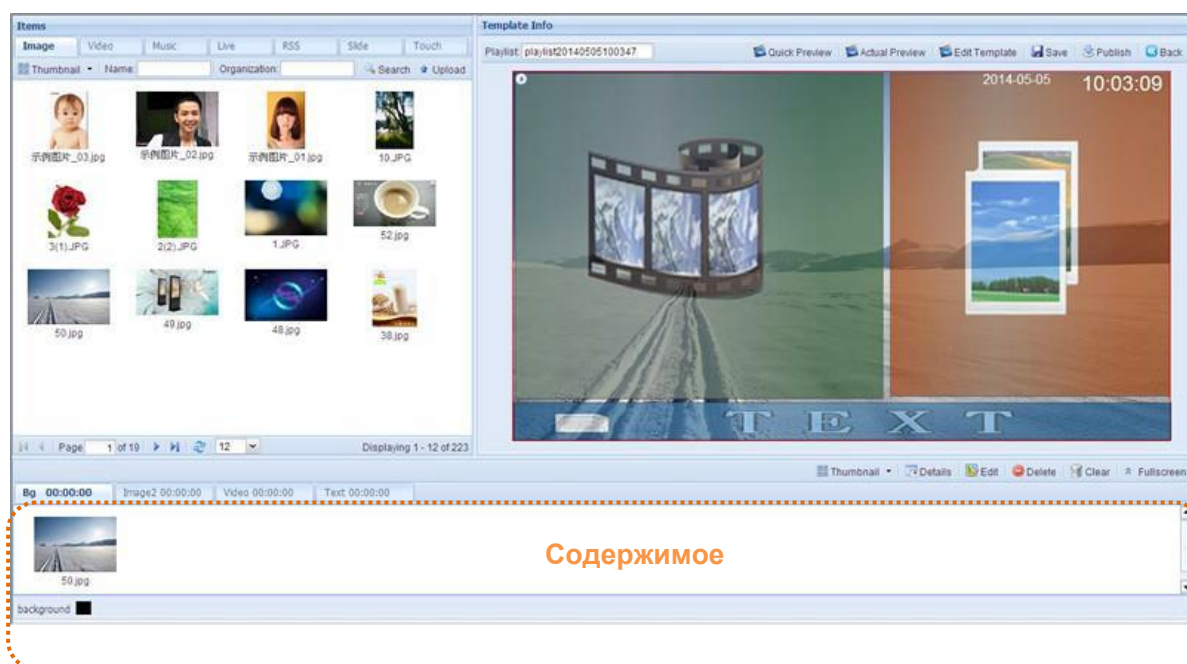 Items
Image Video Music Live RSS Slide Touch
Thumbnail Name: Organization: Search Upload
示例图片_03.jpg 示例图片_02.jpg 示例图片_01.jpg 10.JPG
3(1).JPG 2(2).JPG 1.JPG 52.jpg
50.jpg 49.jpg 48.jpg 38.jpg
Page 1 of 19 12 Displaying 1 - 12 of 223
Template Info
Playlist: playlist20140505100347 Quick Preview Actual Preview Edit Template Save Publish Back
2014-05-05 10:03:09
TEXT
Thumbnail Details Edit Delete Clear Fullscreen
Bg 00:00:00 Image2 00:00:00 Video 00:00:00 Text 00:00:00
Содержимое
50.jpg
background